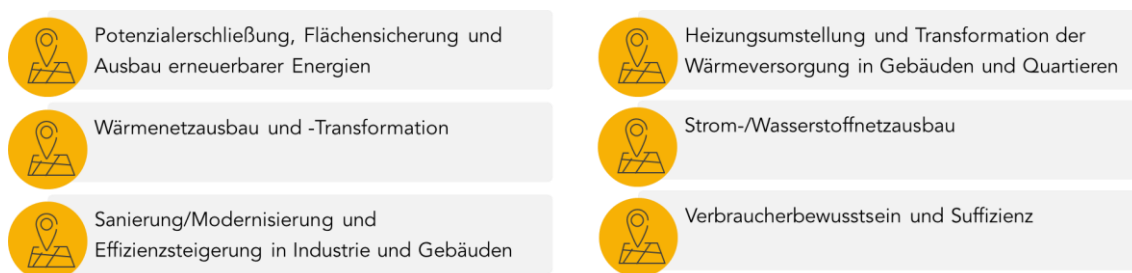 Potenzialerschließung, Flächensicherung und
Ausbau erneuerbarer Energien
Wärmenetzausbau und -Transformation
Sanierung/Modernisierung und
Effizienzsteigerung in Industrie und Gebäuden
Heizungsumstellung und Transformation der
Wärmeversorgung in Gebäuden und Quartieren
Strom-/Wasserstoffnetzausbau
Verbraucherbewusstsein und Suffizienz